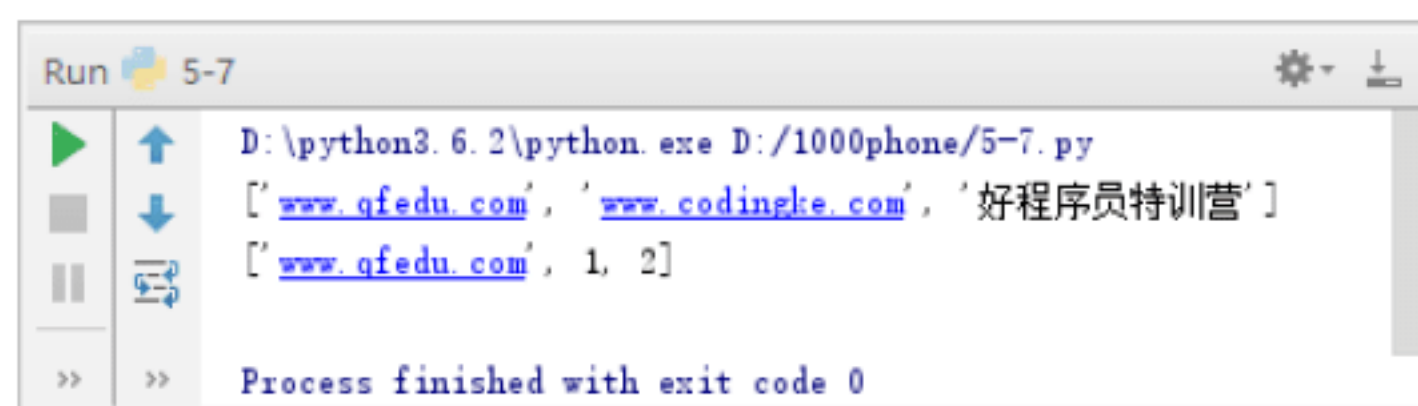 Run 5-7
D:\python3.6.2\python.exe D:/1000phone/5-7.py
['www.qfedu.com', 'www.codingke.com', '好程序员特训营']
['www.qfedu.com', 1, 2]
Process finished with exit code 0